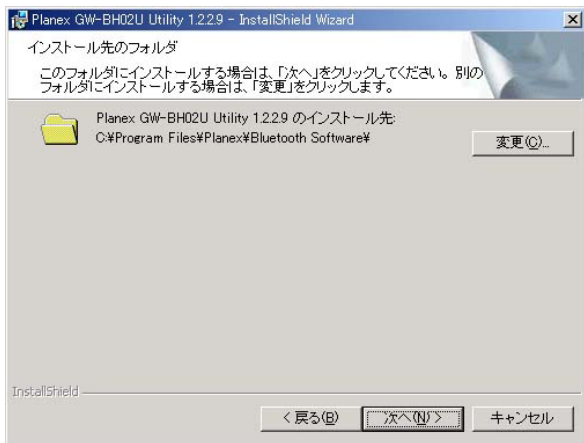 Planex GW-BH02U Utility 1.2.2.9 - InstallShield Wizard
インストール先のフォルダ
このフォルダにインストールする場合は、「次へ」をクリックしてください。別の
フォルダにインストールする場合は、「変更」をクリックします。
Planex GW-BH02U Utility 1.2.2.9 のインストール先:
C:¥Program Files¥Planex¥Bluetooth Software¥
変更(C)...
InstallShield
< 戻る(B)
次へ(N) >
キャンセル